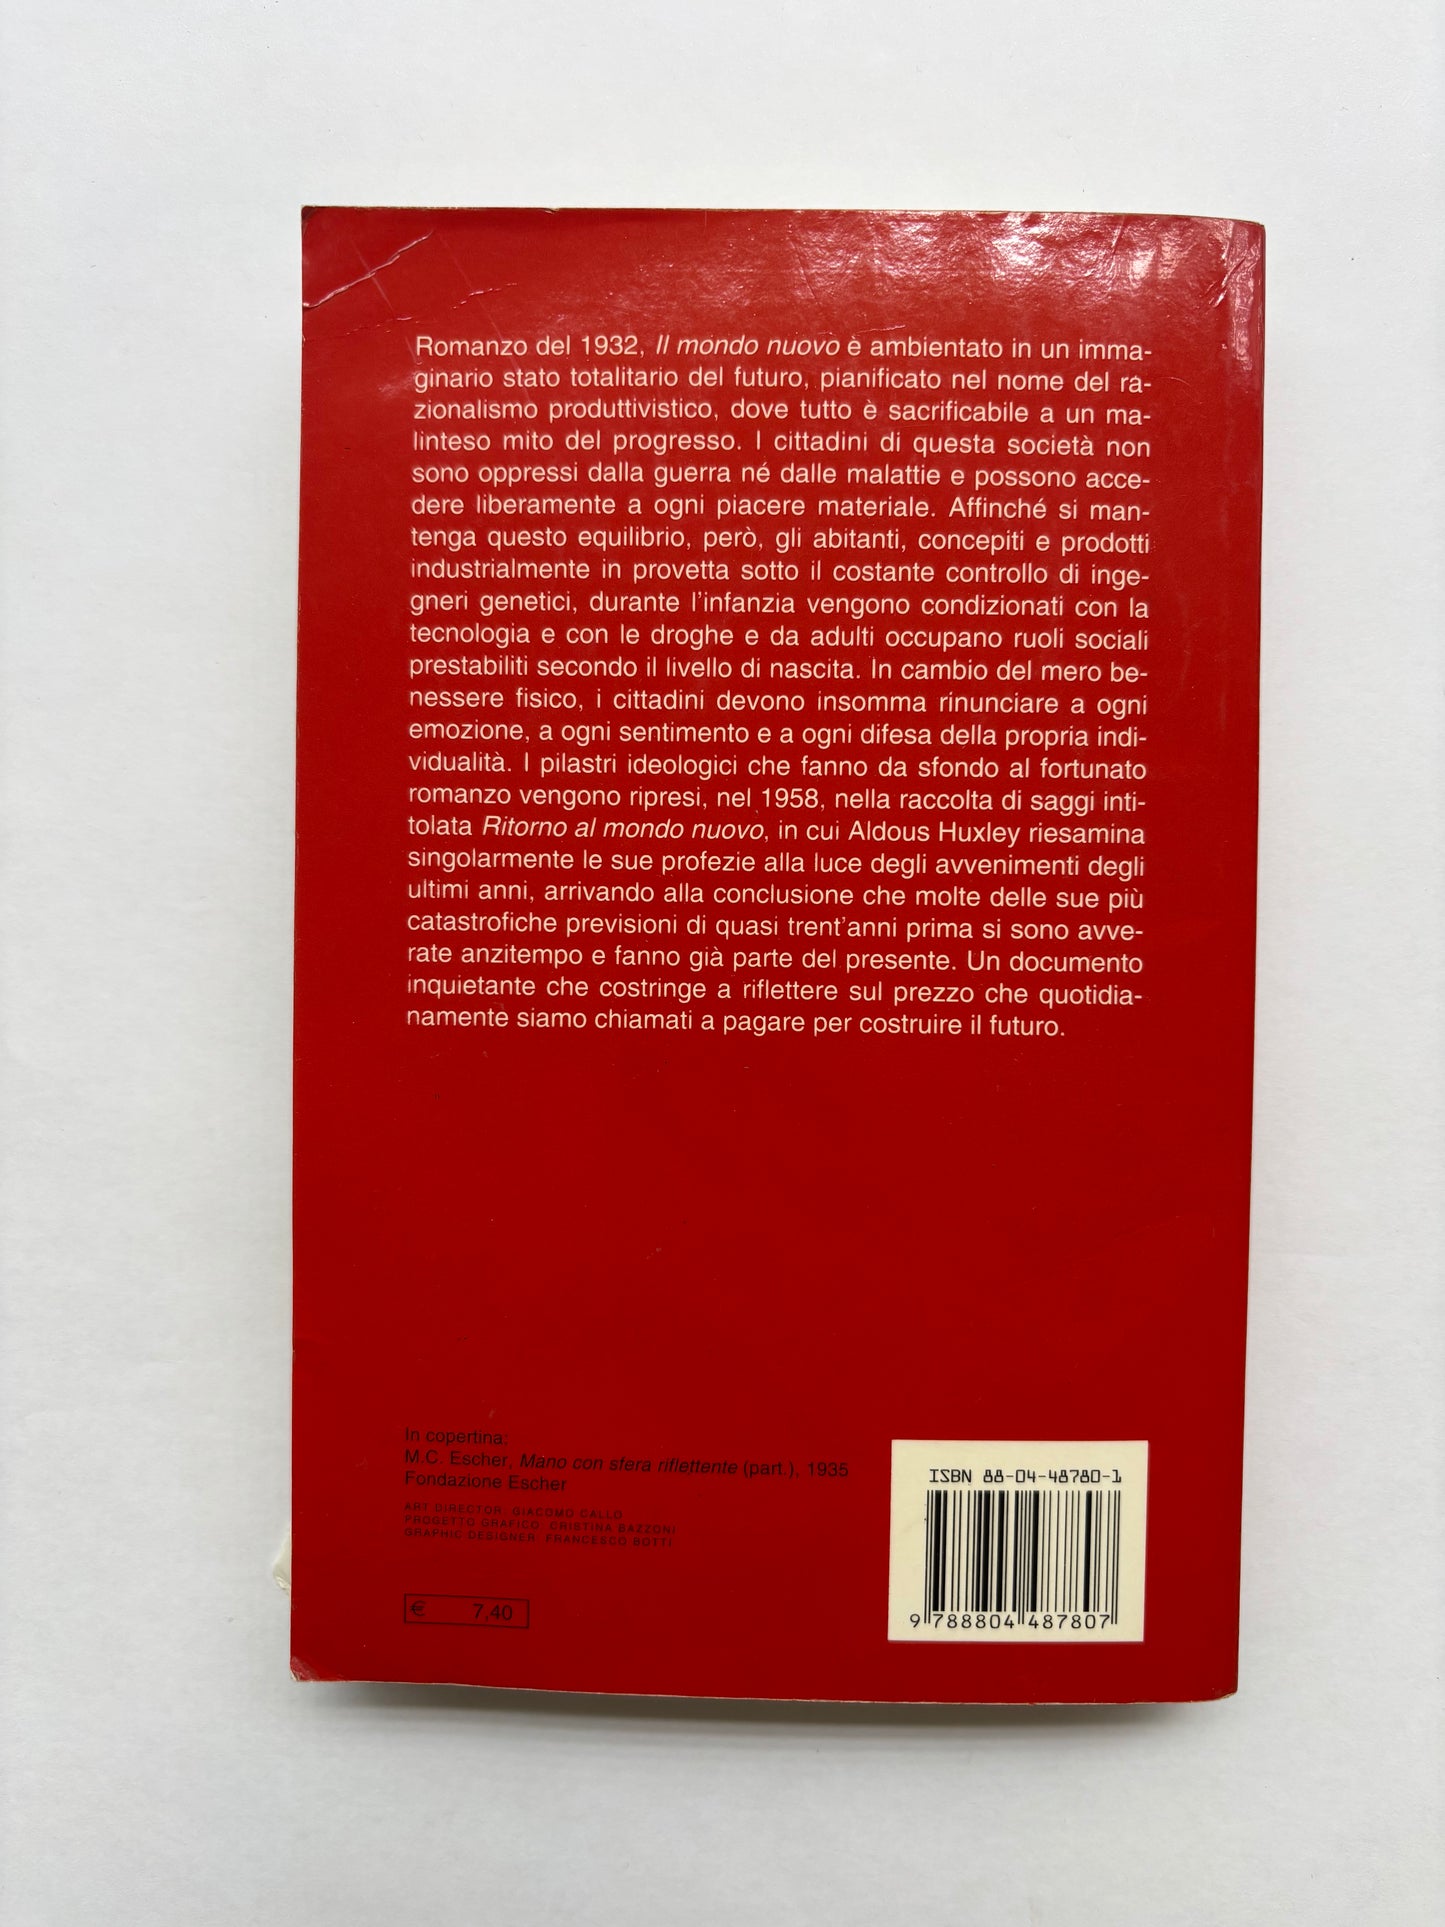 Romanzo del 1932, Il mondo nuovo è ambientato in un imma-
ginario stato totalitario del futuro, pianificato nel nome del ra-
zionalismo produttivistico, dove tutto è sacrificabile a un ma-
linteso mito del progresso. I cittadini di questa società non
sono oppressi dalla guerra né dalle malattie e possono acce-
dere liberamente a ogni piacere materiale. Affinché si man-
tenga questo equilibrio, però, gli abitanti, concepiti e prodotti
industrialmente in provetta sotto il costante controllo di inge-
gneri genetici, durante l'infanzia vengono condizionati con la
tecnologia e con le droghe e da adulti occupano ruoli sociali
prestabiliti secondo il livello di nascita. In cambio del mero be-
nessere fisico, i cittadini devono insomma rinunciare a ogni
emozione, a ogni sentimento e a ogni difesa della propria indi-
vidualità. I pilastri ideologici che fanno da sfondo al fortunato
romanzo vengono ripresi, nel 1958, nella raccolta di saggi inti-
tolata Ritorno al mondo nuovo, in cui Aldous Huxley riesamina
singolarmente le sue profezie alla luce degli avvenimenti degli
ultimi anni, arrivando alla conclusione che molte delle sue più
catastrofiche previsioni di quasi trent'anni prima si sono avve-
rate anzitempo e fanno già parte del presente. Un documento
inquietante che costringe a riflettere sul prezzo che quotidia-
namente siamo chiamati a pagare per costruire il futuro.
In copertina:
M.C. Escher, Mano con sfera riflettente (part.), 1935
Fondazione Escher
ART DIRECTOR: GIACOMO CALLO
PROGETTO GRAFICO: CRISTINA BAZZONI
GRAPHIC DESIGNER: FRANCESCO BOTTI
€ 7,40
ISBN 88-04-48780-1
9 788804 487807